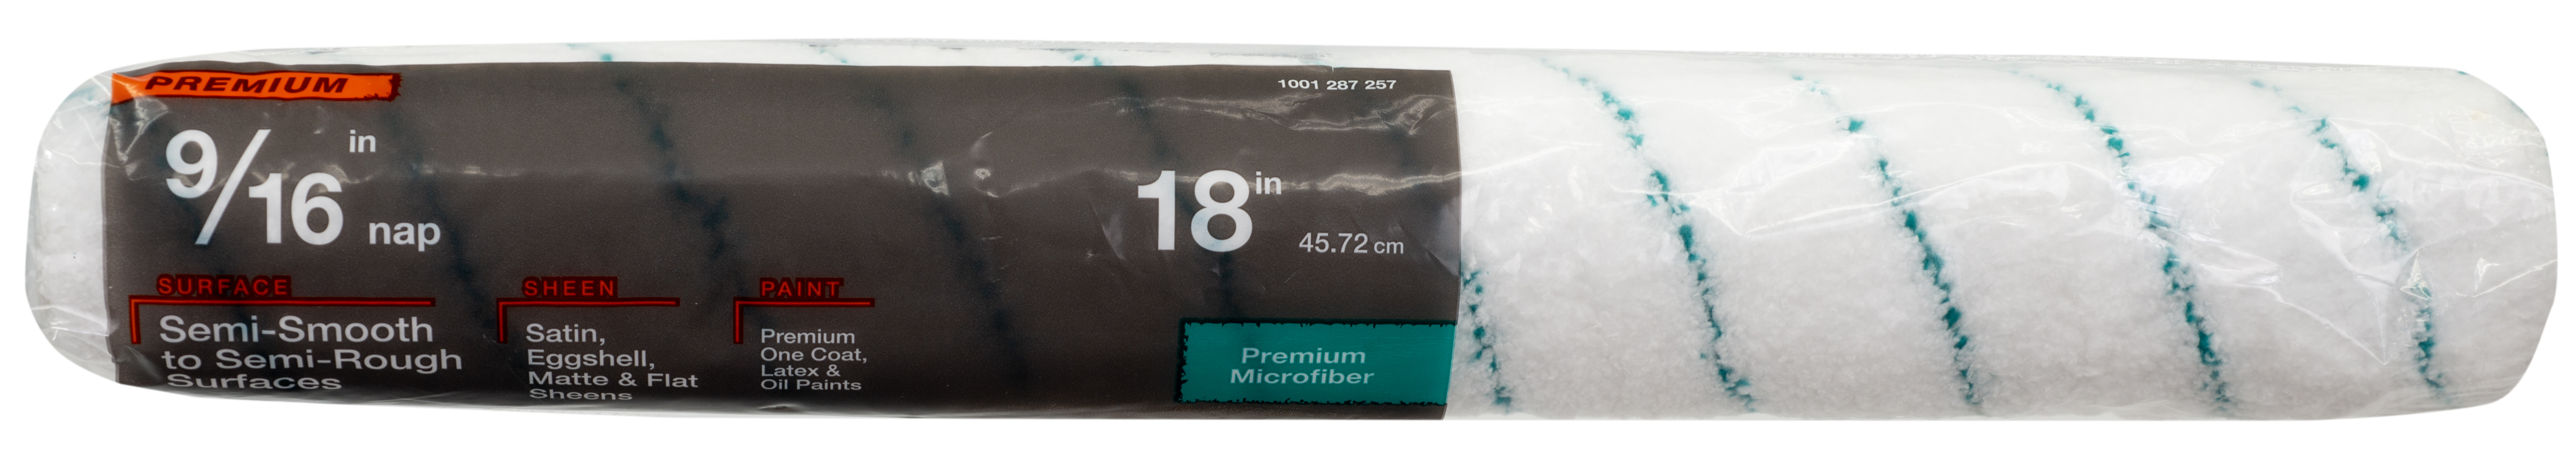 PREMIUM
1001 287 257
9/16 in nap
18 in
45.72 cm
SURFACE
Semi-Smooth
to Semi-Rough
Surfaces
SHEEN
Satin,
Eggshell,
Matte & Flat
Sheens
PAINT
Premium
One Coat,
Latex &
Oil Paints
Premium
Microfiber